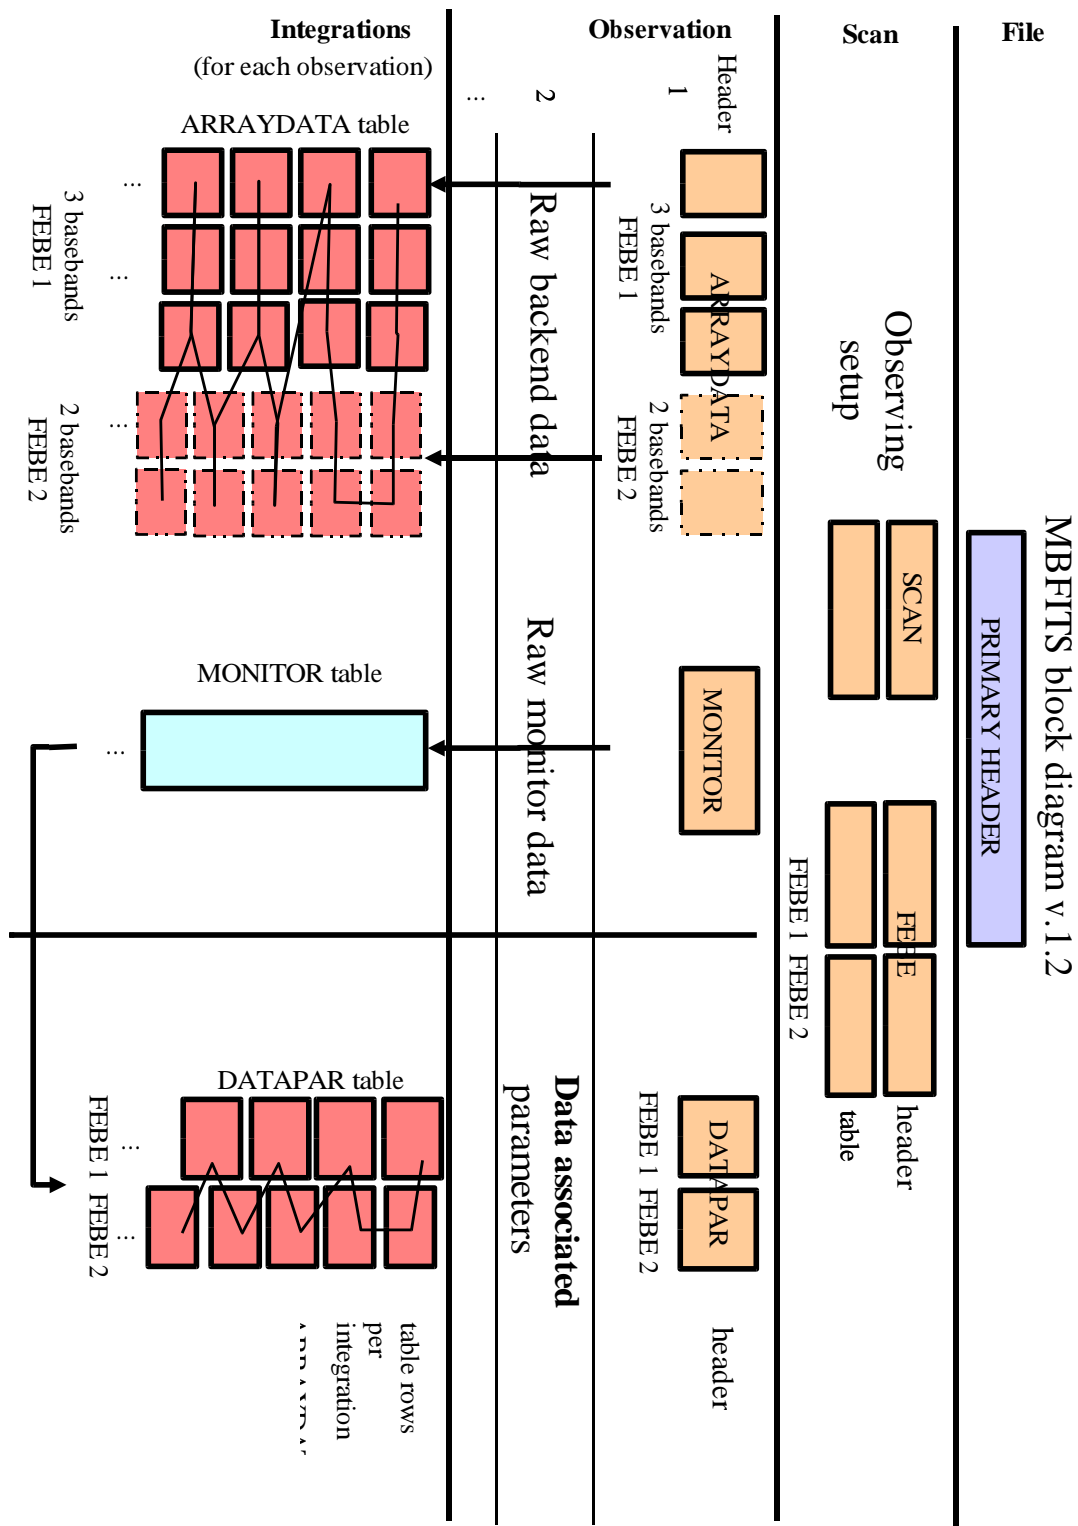 MBFITS block diagram v.1.2
File
PRIMARY HEADER
Scan
Observing
setup
SCAN
FEBE
FEBE 1
FEBE 2
header
table
Observation
Header
1
2
...
ARRAYDATA
3 basebands
FEBE 1
2 basebands
FEBE 2
MONITOR
DATAPAR
FEBE 1
FEBE 2
header
Raw backend data
Raw monitor data
Data associated
parameters
Integrations
(for each observation)
ARRAYDATA table
...
3 basebands
FEBE 1
...
...
2 basebands
FEBE 2
MONITOR table
...
DATAPAR table
...
FEBE 1
...
FEBE 2
table rows
per
integration